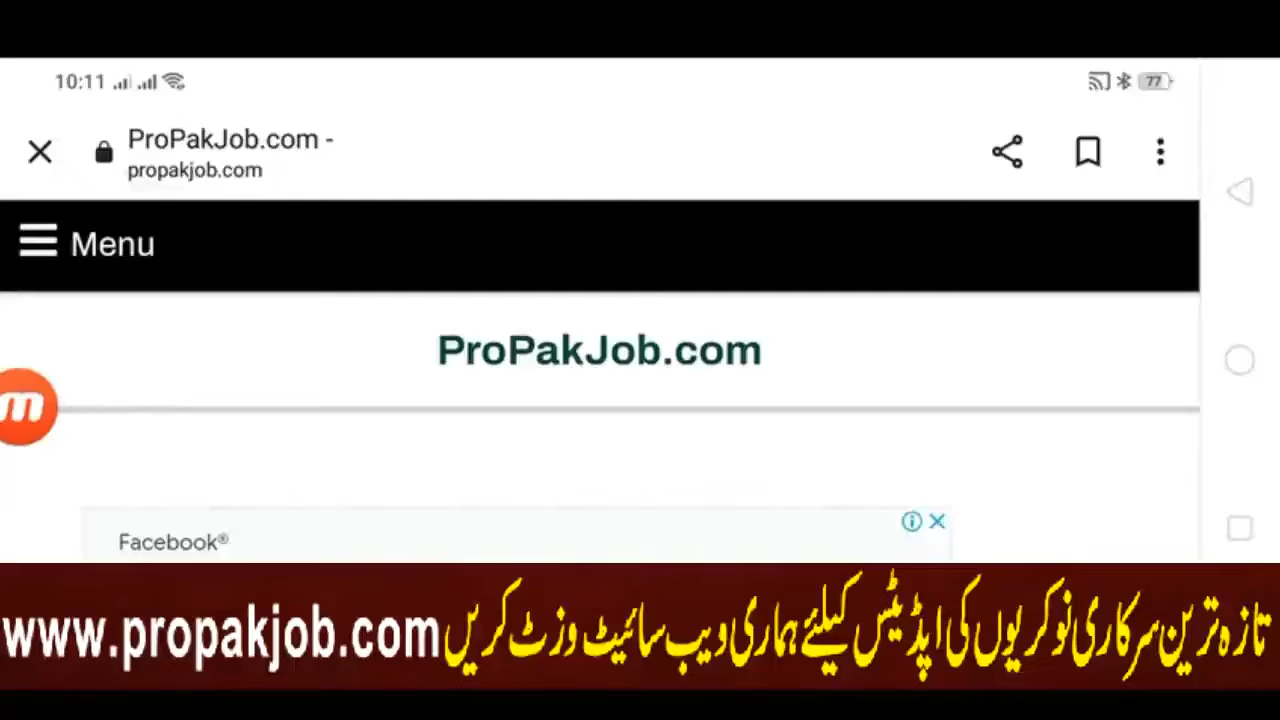 10:11
77
ProPakJob.com -
propakjob.com
Menu
ProPakJob.com
m
Facebook®
تازہ ترین سرکاری نوکریوں کی اپڈیٹس کیلئے ہماری ویب سائیٹ وزٹ کریں www.propakjob.com